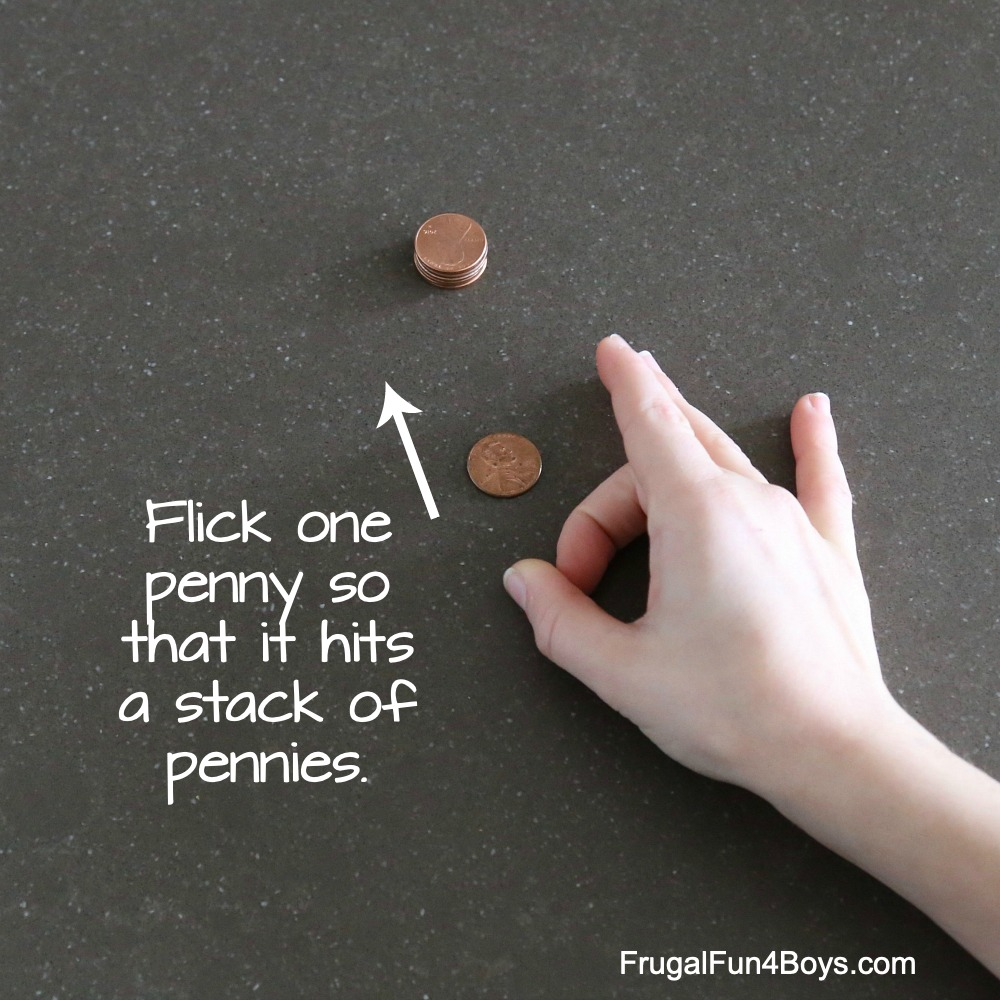 Flick one
penny so
that it hits
a stack of
pennies.
FrugalFun4Boys.com